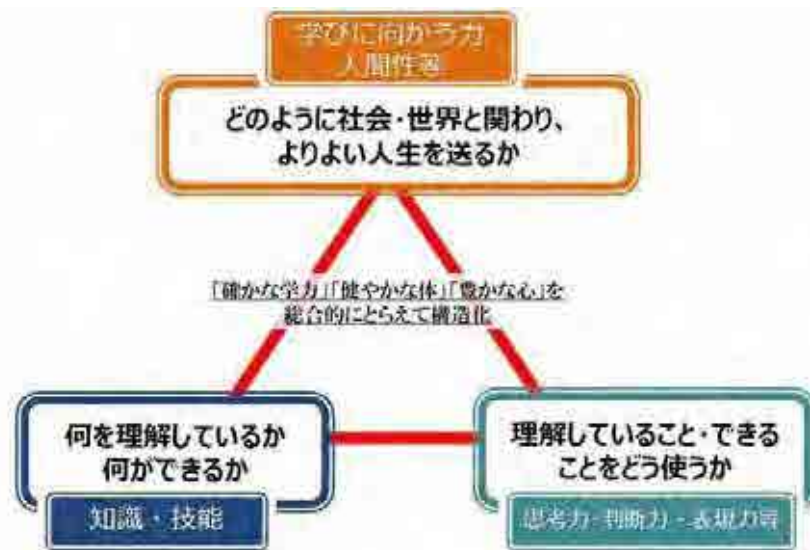 学びに向かう力
人間性等
どのように社会・世界と関わり、
よりよい人生を送るか
「確かな学力」「健やかな体」「豊かな心」を
総合的にとらえて構造化
何を理解しているか
何ができるか
知識・技能
理解していること・できる
ことをどう使うか
思考力・判断力・表現力等